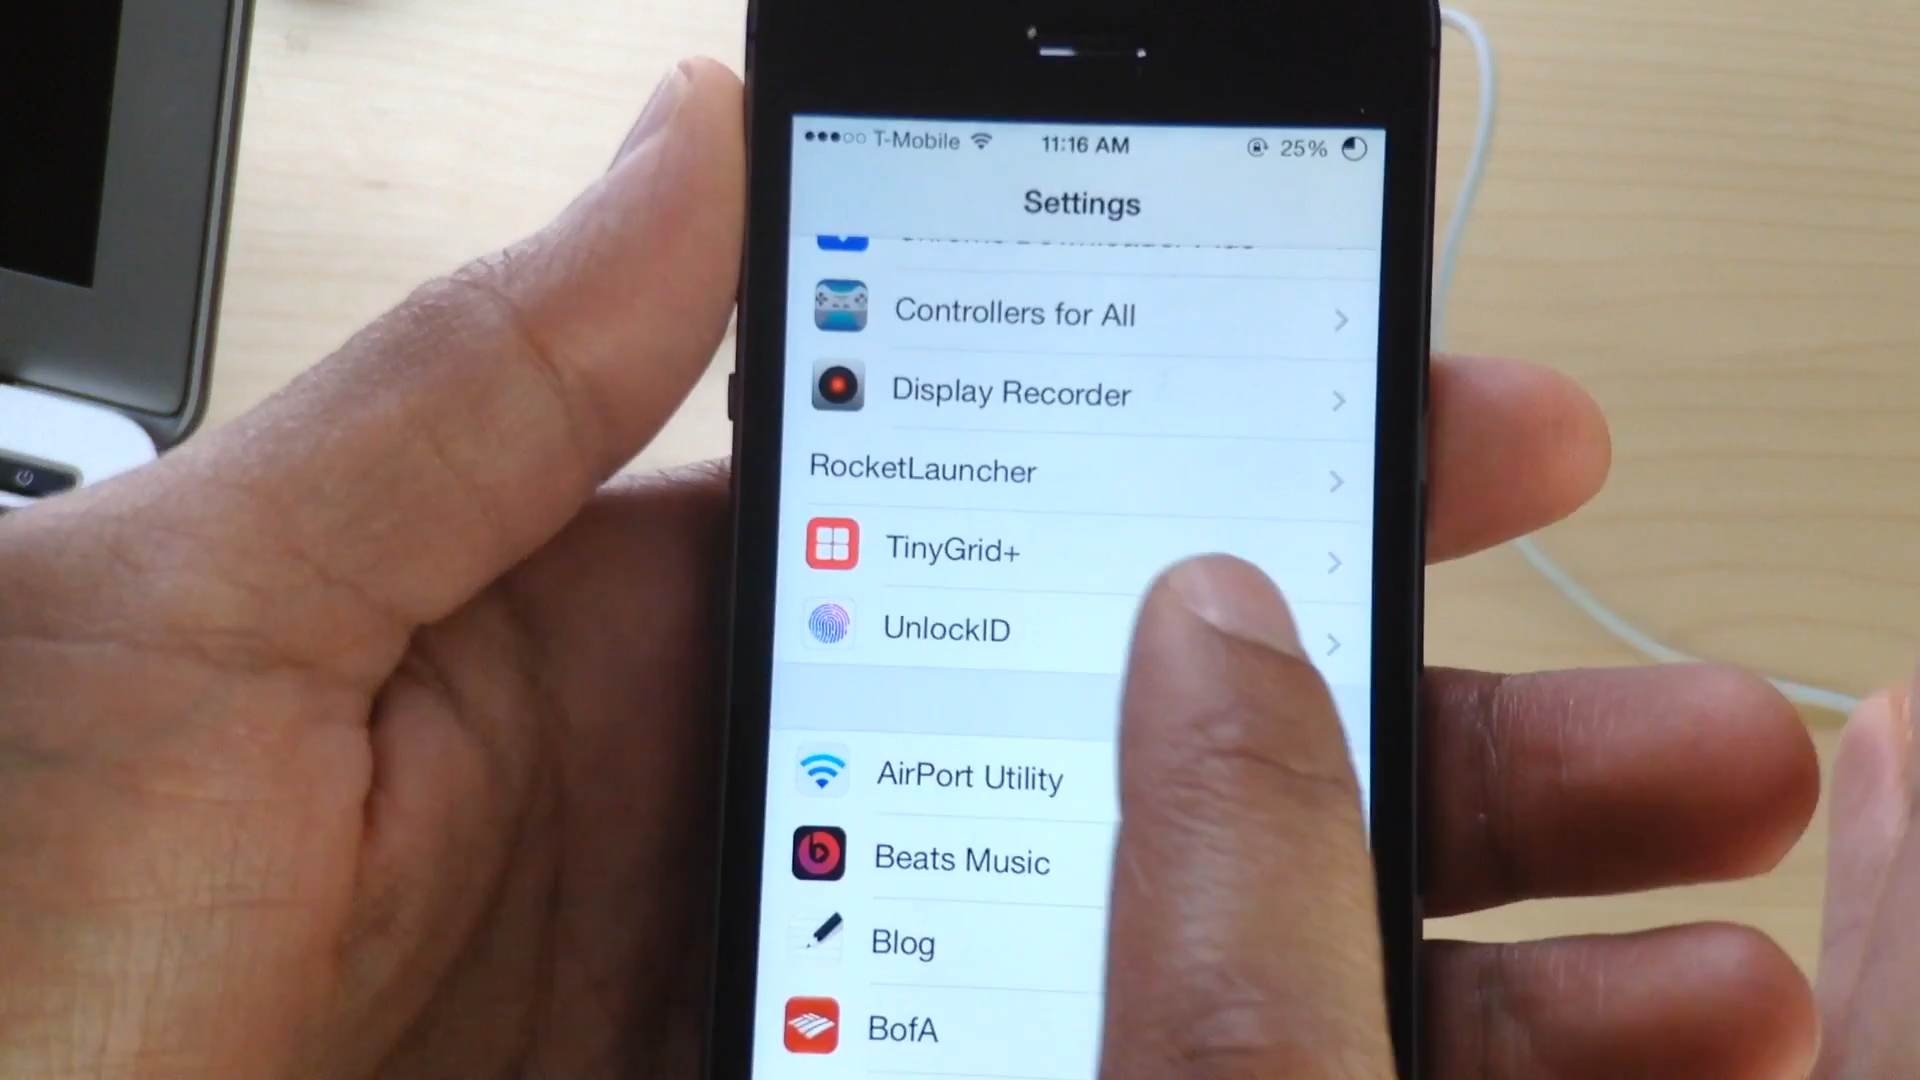 T-Mobile 11:16 AM 25%
Settings
Controllers for All
Display Recorder
RocketLauncher
TinyGrid+
UnlockID
AirPort Utility
Beats Music
Blog
BofA